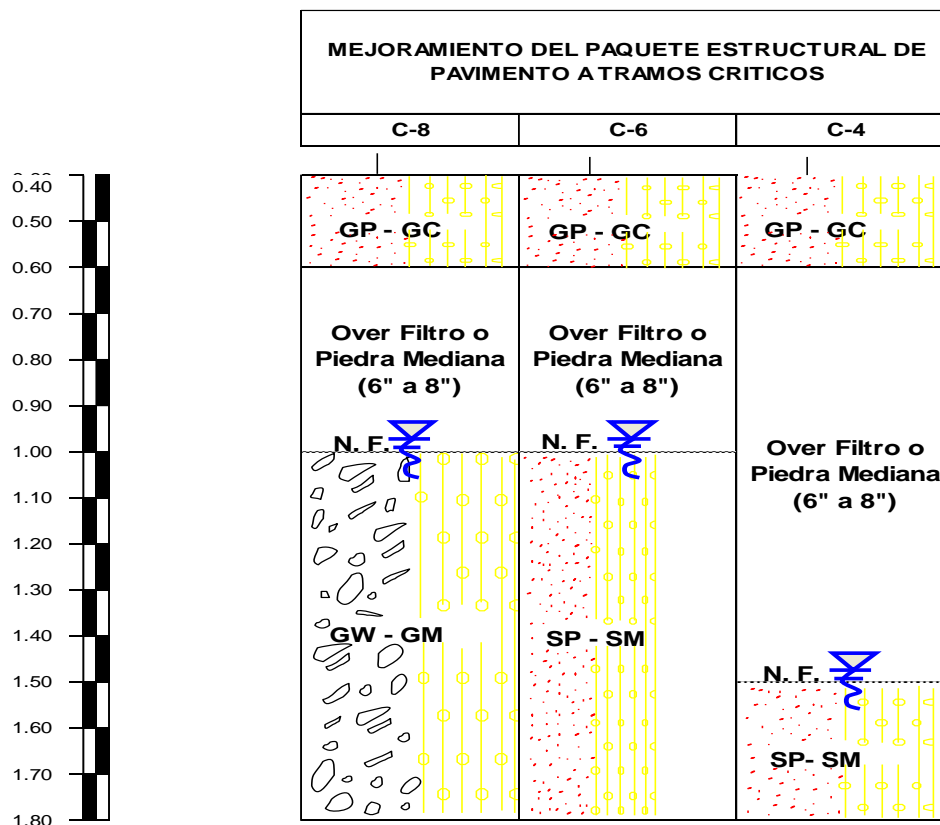 MEJORAMIENTO DEL PAQUETE ESTRUCTURAL DE
PAVIMENTO A TRAMOS CRITICOS
C-8
C-6
C-4
0.40
0.50
0.60
0.70
0.80
0.90
1.00
1.10
1.20
1.30
1.40
1.50
1.60
1.70
1.80
GP - GC
GP - GC
GP - GC
Over Filtro o
Piedra Mediana
(6" a 8")
Over Filtro o
Piedra Mediana
(6" a 8")
N. F.
N. F.
Over Filtro o
Piedra Mediana
(6" a 8")
GW - GM
SP - SM
N. F.
SP- SM